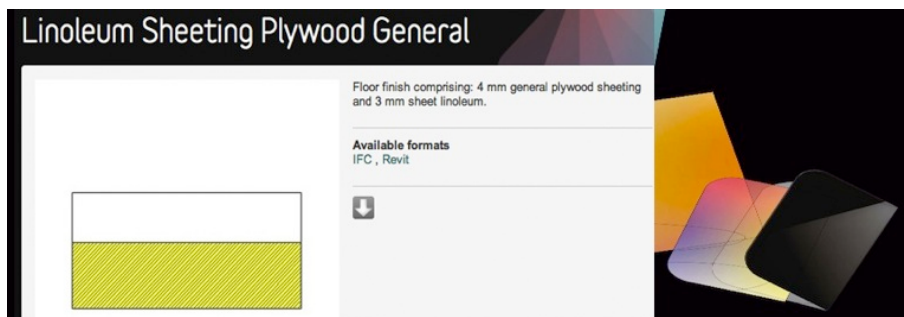 Linoleum Sheeting Plywood General
Floor finish comprising: 4 mm general plywood sheeting
and 3 mm sheet linoleum.
Available formats
IFC , Revit